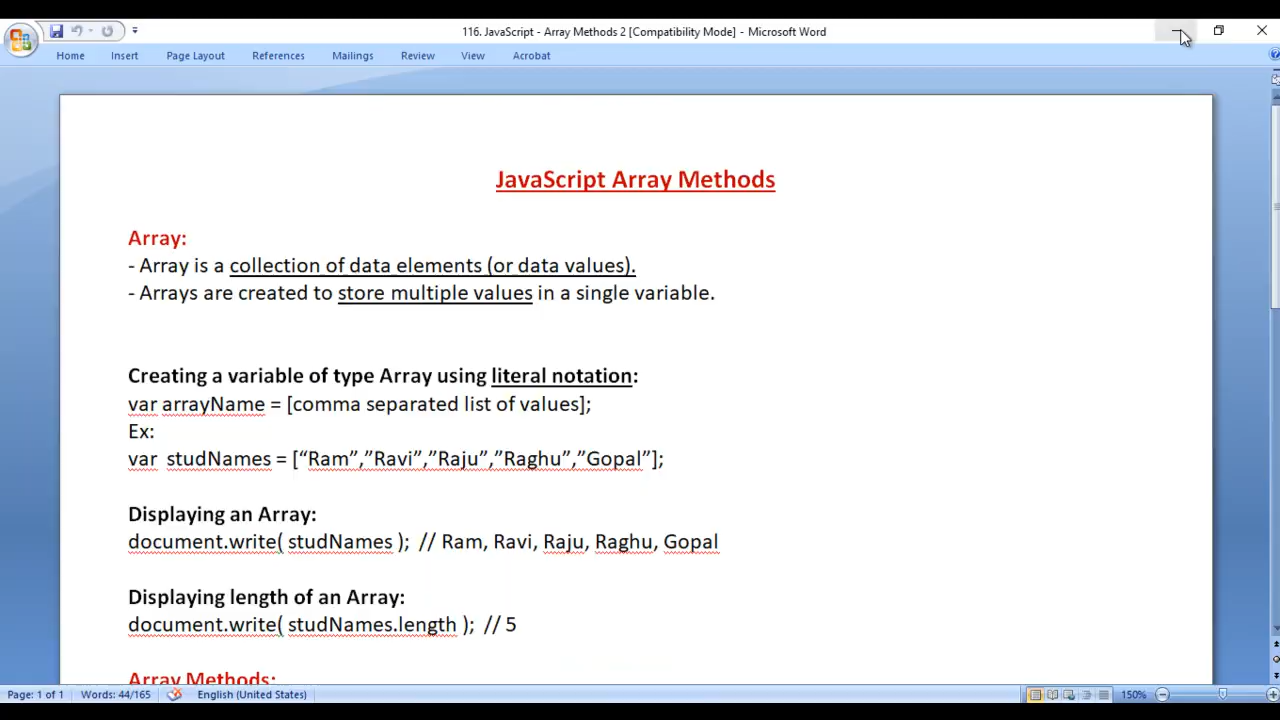 116. JavaScript - Array Methods 2 [Compatibility Mode] - Microsoft Word
Home Insert Page Layout References Mailings Review View Acrobat
JavaScript Array Methods
Array:
- Array is a collection of data elements (or data values).
- Arrays are created to store multiple values in a single variable.
Creating a variable of type Array using literal notation:
var arrayName = [comma separated list of values];
Ex:
var studNames = [“Ram”,”Ravi”,”Raju”,”Raghu”,”Gopal”];
Displaying an Array:
document.write( studNames ); // Ram, Ravi, Raju, Raghu, Gopal
Displaying length of an Array:
document.write( studNames.length ); // 5
Array Methods:
Page: 1 of 1 Words: 44/165 English (United States) 150%